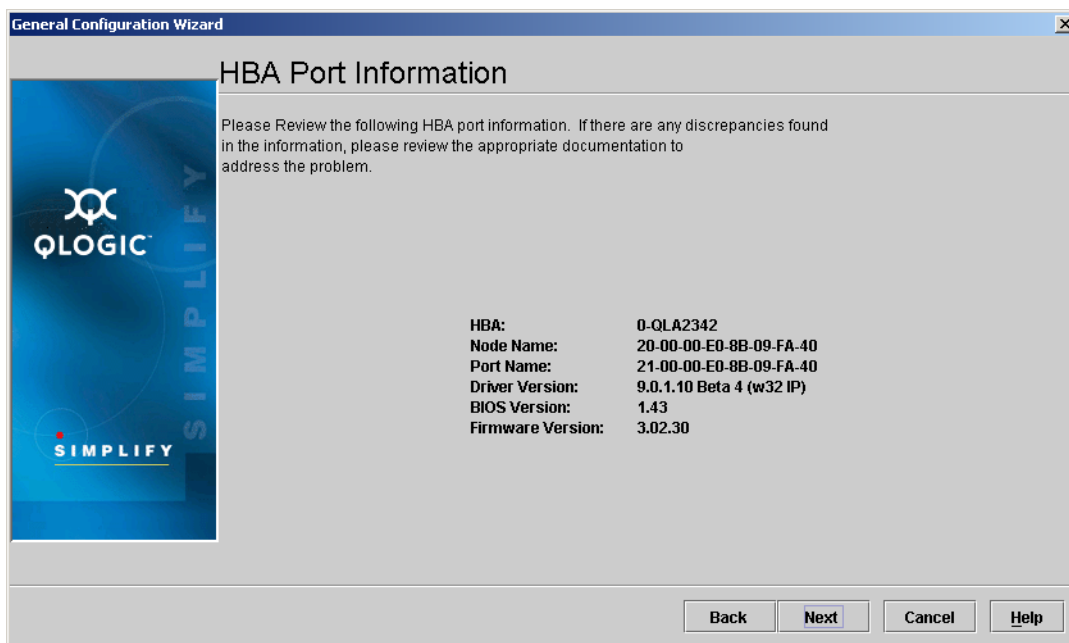 General Configuration Wizard
HBA Port Information
Please Review the following HBA port information. If there are any discrepancies found
in the information, please review the appropriate documentation to
address the problem.
QLOGIC™
SIMPLIFY
SIMPLIFY
HBA: 0-QLA2342
Node Name: 20-00-00-E0-8B-09-FA-40
Port Name: 21-00-00-E0-8B-09-FA-40
Driver Version: 9.0.1.10 Beta 4 (w32 IP)
BIOS Version: 1.43
Firmware Version: 3.02.30
Back Next Cancel Help